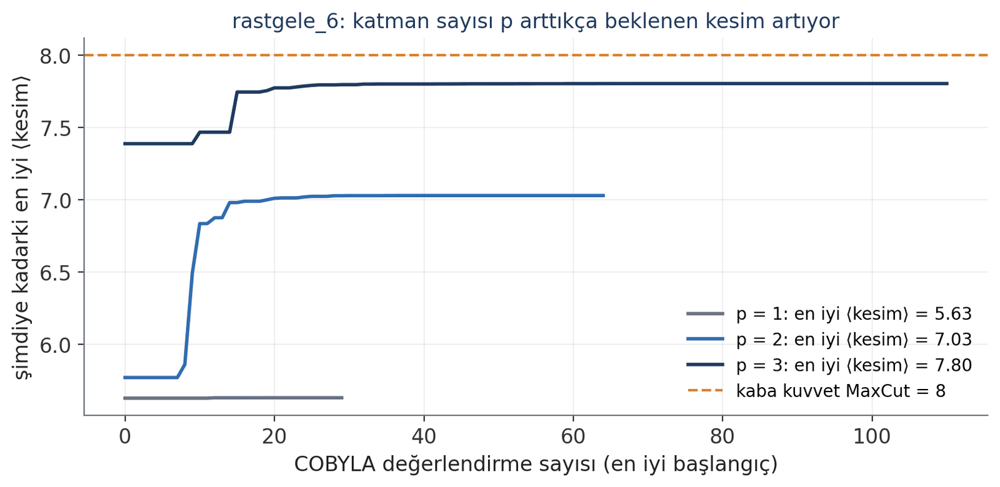 rastgele_6: katman sayısı p arttıkça beklenen kesim artıyor
şimdiye kadarki en iyi ⟨kesim⟩
8.0
7.5
7.0
6.5
6.0
p = 1: en iyi ⟨kesim⟩ = 5.63
p = 2: en iyi ⟨kesim⟩ = 7.03
p = 3: en iyi ⟨kesim⟩ = 7.80
kaba kuvvet MaxCut = 8
0 20 40 60 80 100
COBYLA değerlendirme sayısı (en iyi başlangıç)